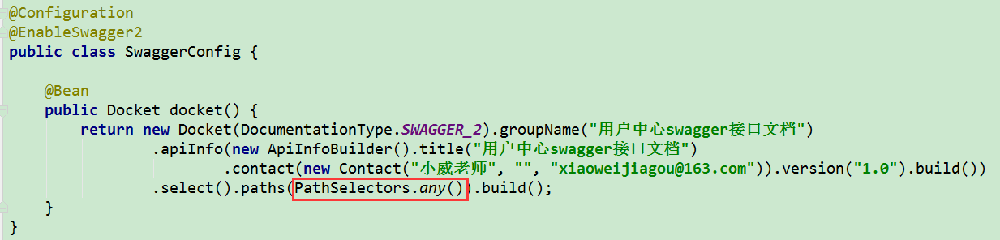 @Configuration
@EnableSwagger2
public class SwaggerConfig {
@Bean
public Docket docket() {
return new Docket(DocumentationType.SWAGGER_2).groupName("用户中心swagger接口文档")
.apiInfo(new ApiInfoBuilder().title("用户中心swagger接口文档")
.contact(new Contact("小威老师", "", "xiaoweijiagou@163.com")).version("1.0").build())
.select().paths(PathSelectors.any()).build();
}
}